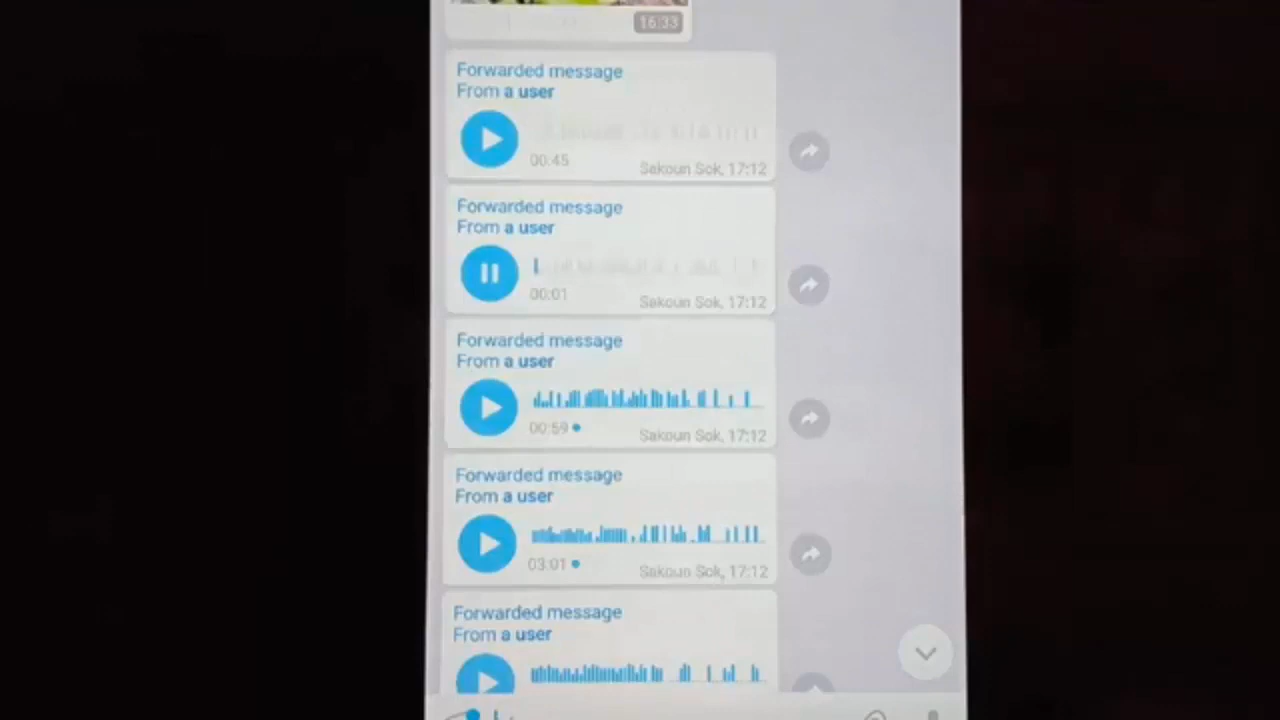 16:33
Forwarded message
From a user
00:45
Sakoun Sok, 17:12
Forwarded message
From a user
00:01
Sakoun Sok, 17:12
Forwarded message
From a user
00:59
Sakoun Sok, 17:12
Forwarded message
From a user
03:01
Sakoun Sok, 17:12
Forwarded message
From a user